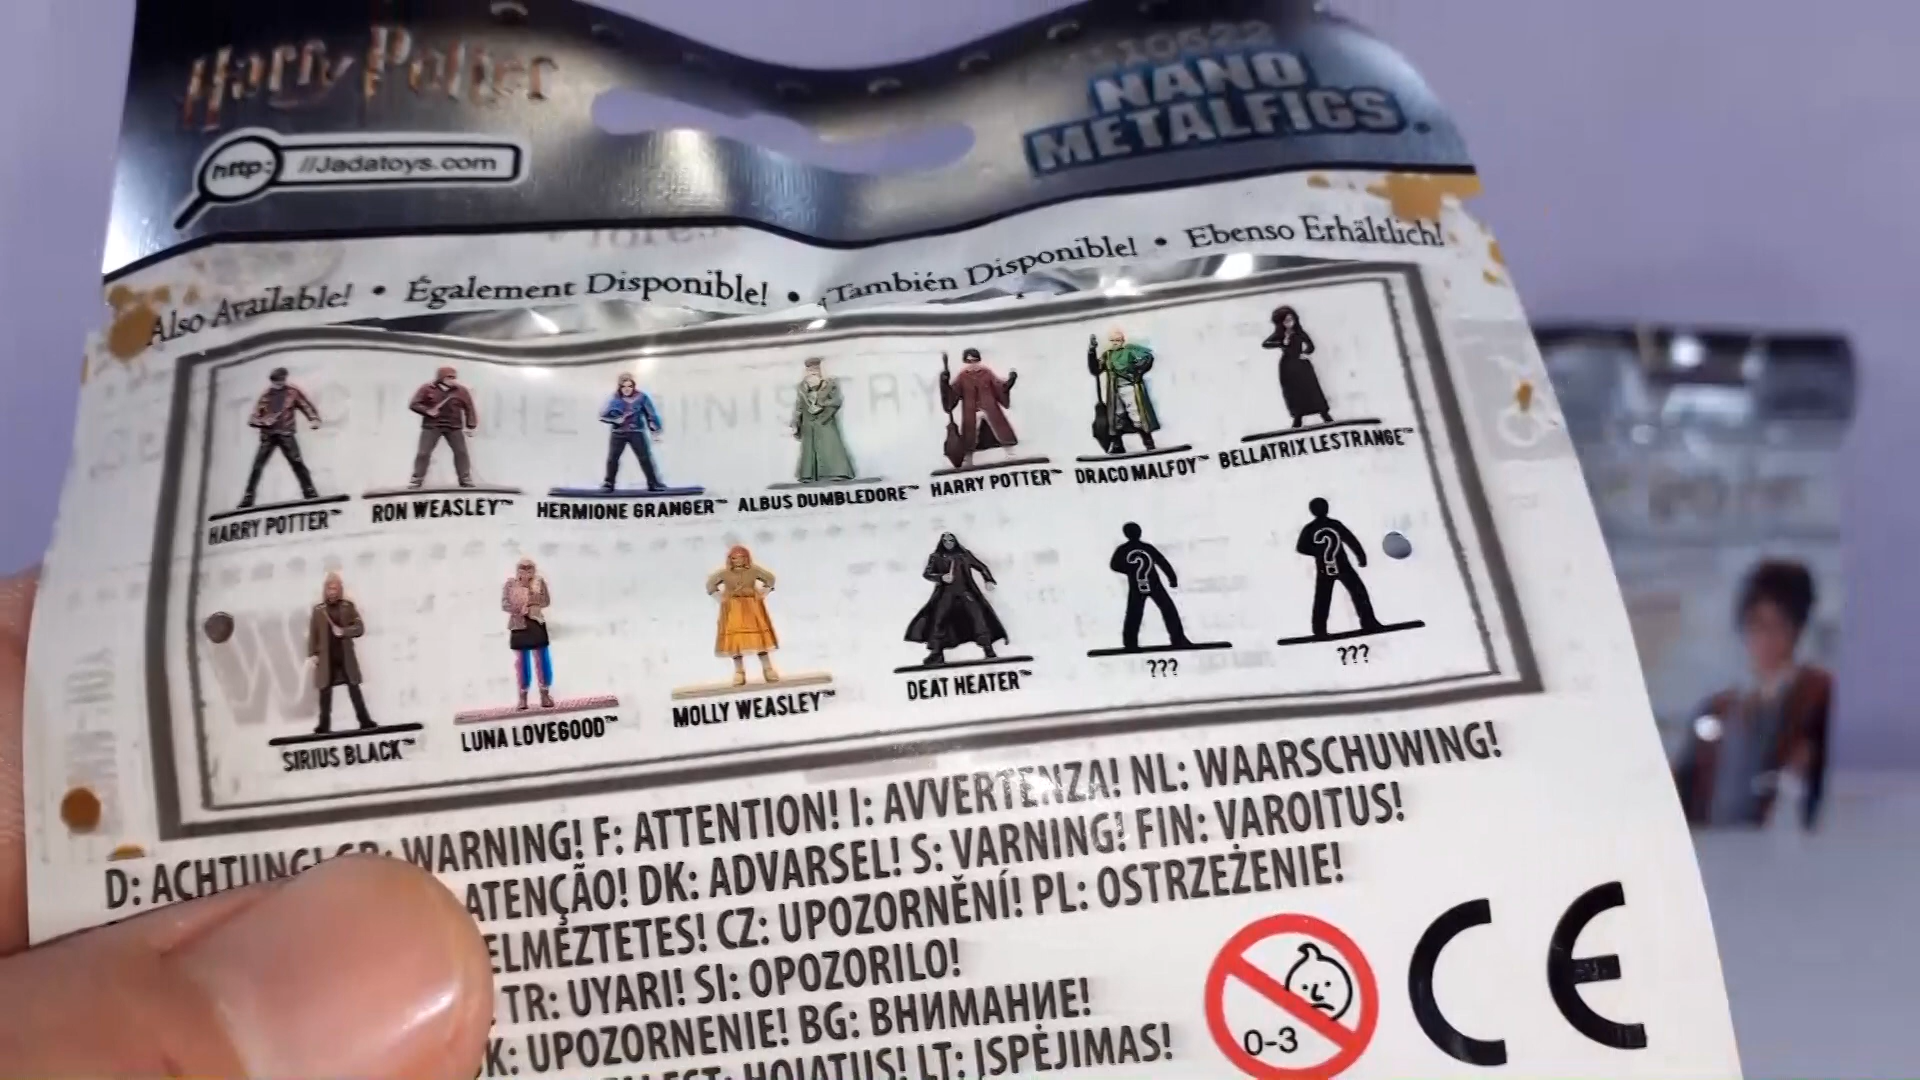 Harry Potter
10622
NANO
METALFIGS.
http: //Jadatoys.com
Also Available! • Également Disponible! • ¡También Disponible! • Ebenso Erhältlich!
HARRY POTTER™ RON WEASLEY™ HERMIONE GRANGER™ ALBUS DUMBLEDORE™ HARRY POTTER™ DRACO MALFOY™ BELLATRIX LESTRANGE™
? ?
SIRIUS BLACK™ LUNA LOVEGOOD™ MOLLY WEASLEY™ DEAT HEATER™ ??? ???
D: ACHTUNG! GB: WARNING! F: ATTENTION! I: AVVERTENZA! NL: WAARSCHUWING!
ATENÇÃO! DK: ADVARSEL! S: VARNING! FIN: VAROITUS!
ELMÉZTETES! CZ: UPOZORNĚNÍ! PL: OSTRZEŻENIE!
TR: UYARI! SI: OPOZORILO!
K: UPOZORNENIE! BG: ВНИМАНИЕ!
EST: HOIATUS! LT: ĮSPĖJIMAS!
0-3
CE